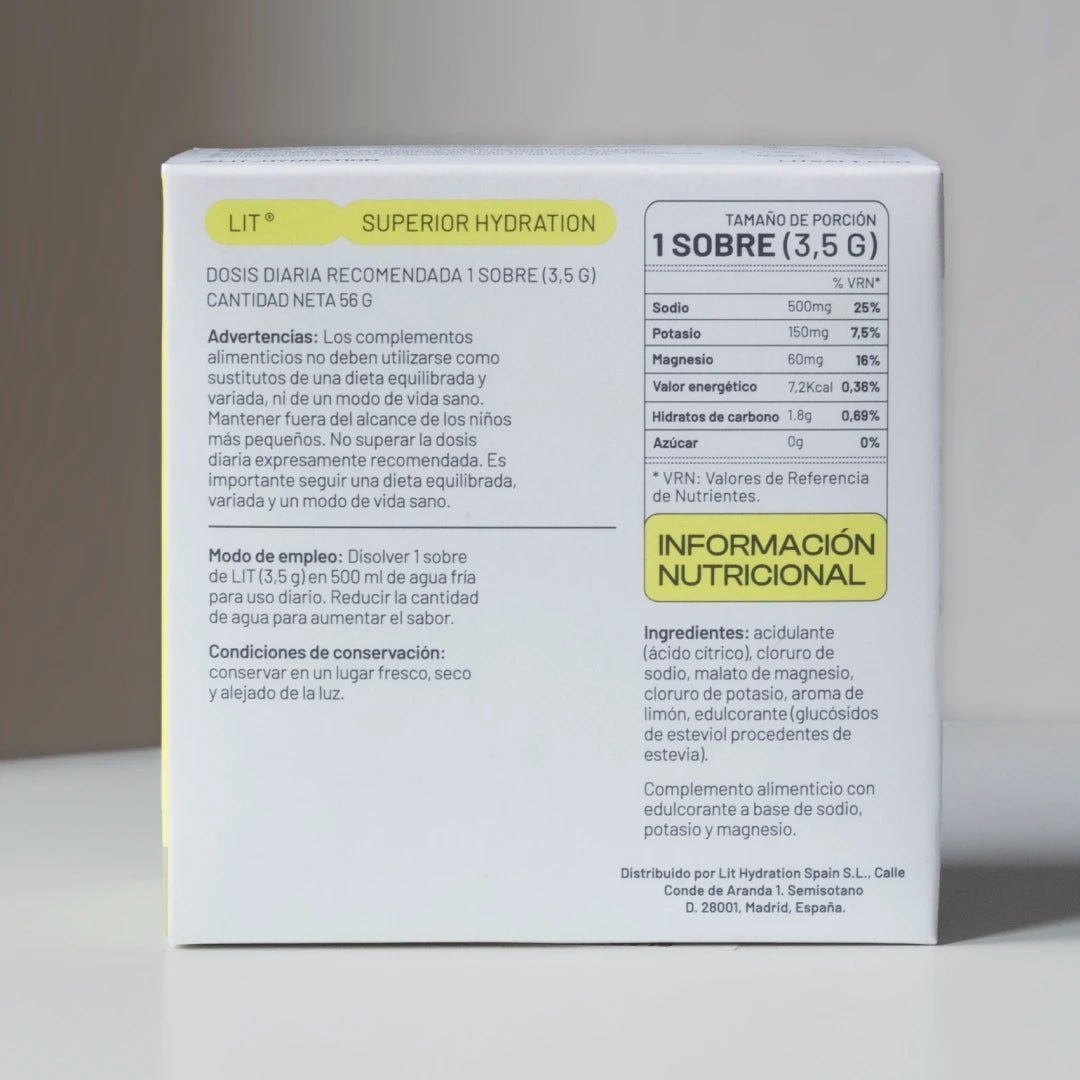 LIT® SUPERIOR HYDRATION
DOSIS DIARIA RECOMENDADA 1 SOBRE (3,5 G)
CANTIDAD NETA 56 G
Advertencias: Los complementos
alimenticios no deben utilizarse como
sustitutos de una dieta equilibrada y
variada, ni de un modo de vida sano.
Mantener fuera del alcance de los niños
más pequeños. No superar la dosis
diaria expresamente recomendada. Es
importante seguir una dieta equilibrada,
variada y un modo de vida sano.
Modo de empleo: Disolver 1 sobre
de LIT (3,5 g) en 500 ml de agua fría
para uso diario. Reducir la cantidad
de agua para aumentar el sabor.
Condiciones de conservación:
conservar en un lugar fresco, seco
y alejado de la luz.
TAMAÑO DE PORCIÓN
1 SOBRE (3,5 G)
% VRN*
Sodio 500mg 25%
Potasio 150mg 7,5%
Magnesio 60mg 16%
Valor energético 7,2Kcal 0,36%
Hidratos de carbono 1.8g 0,69%
Azúcar 0g 0%
* VRN: Valores de Referencia
de Nutrientes.
INFORMACIÓN
NUTRICIONAL
Ingredientes: acidulante
(ácido cítrico), cloruro de
sodio, malato de magnesio,
cloruro de potasio, aroma de
limón, edulcorante (glucósidos
de esteviol procedentes de
estevia).
Complemento alimenticio con
edulcorante a base de sodio,
potasio y magnesio.
Distribuido por Lit Hydration Spain S.L., Calle
Conde de Aranda 1. Semisotano
D. 28001, Madrid, España.